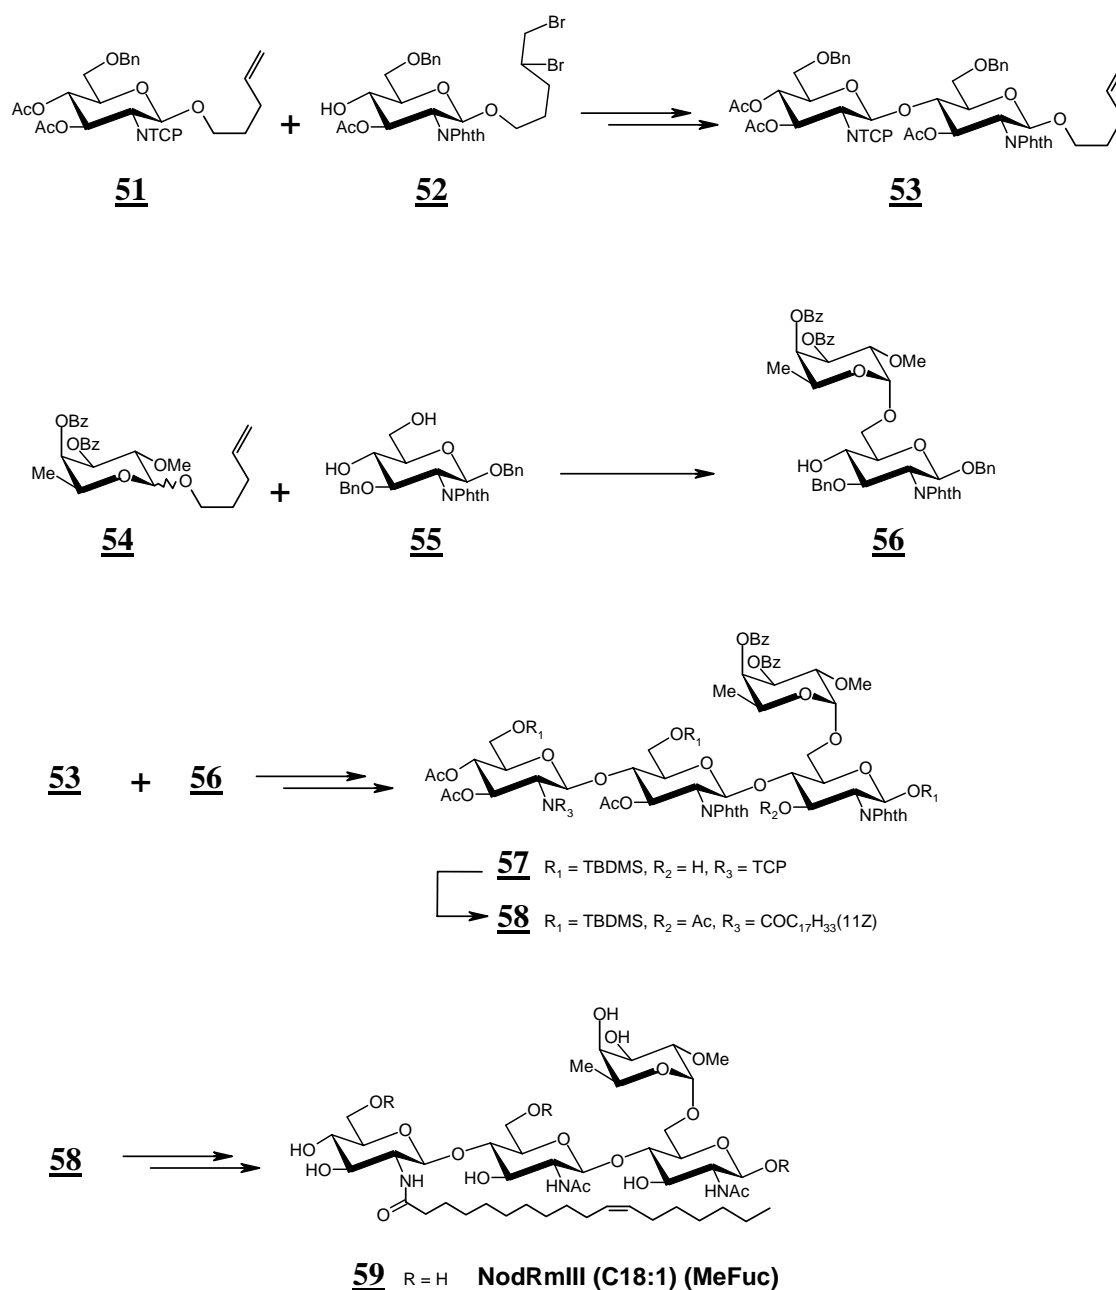 OBn
AcO
AcO
O
O
NTCP
51
+
Br
Br
OBn
HO
AcO
O
O
NPhth
52
OBn
OBn
AcO
AcO
O
O
O
O
NTCP
AcO
NPhth
53
OBz
OBz
Me
O
OMe
O
54
+
OH
HO
BnO
O
OBn
NPhth
55
OBz
OBz
Me
O
OMe
O
HO
BnO
O
OBn
NPhth
56
53 + 56
OBz
OBz
Me
O
OMe
O
OR1
OR1
AcO
AcO
O
O
O
O
O
OR1
NR3
AcO
NPhth
R2O
NPhth
57 R1 = TBDMS, R2 = H, R3 = TCP
58 R1 = TBDMS, R2 = Ac, R3 = COC17H33(11Z)
58
OH
OH
Me
O
OMe
O
OR
OR
HO
HO
O
O
O
O
O
OR
NH
HO
HNAc
HO
NHAc
O
59 R = H NodRmIII (C18:1) (MeFuc)